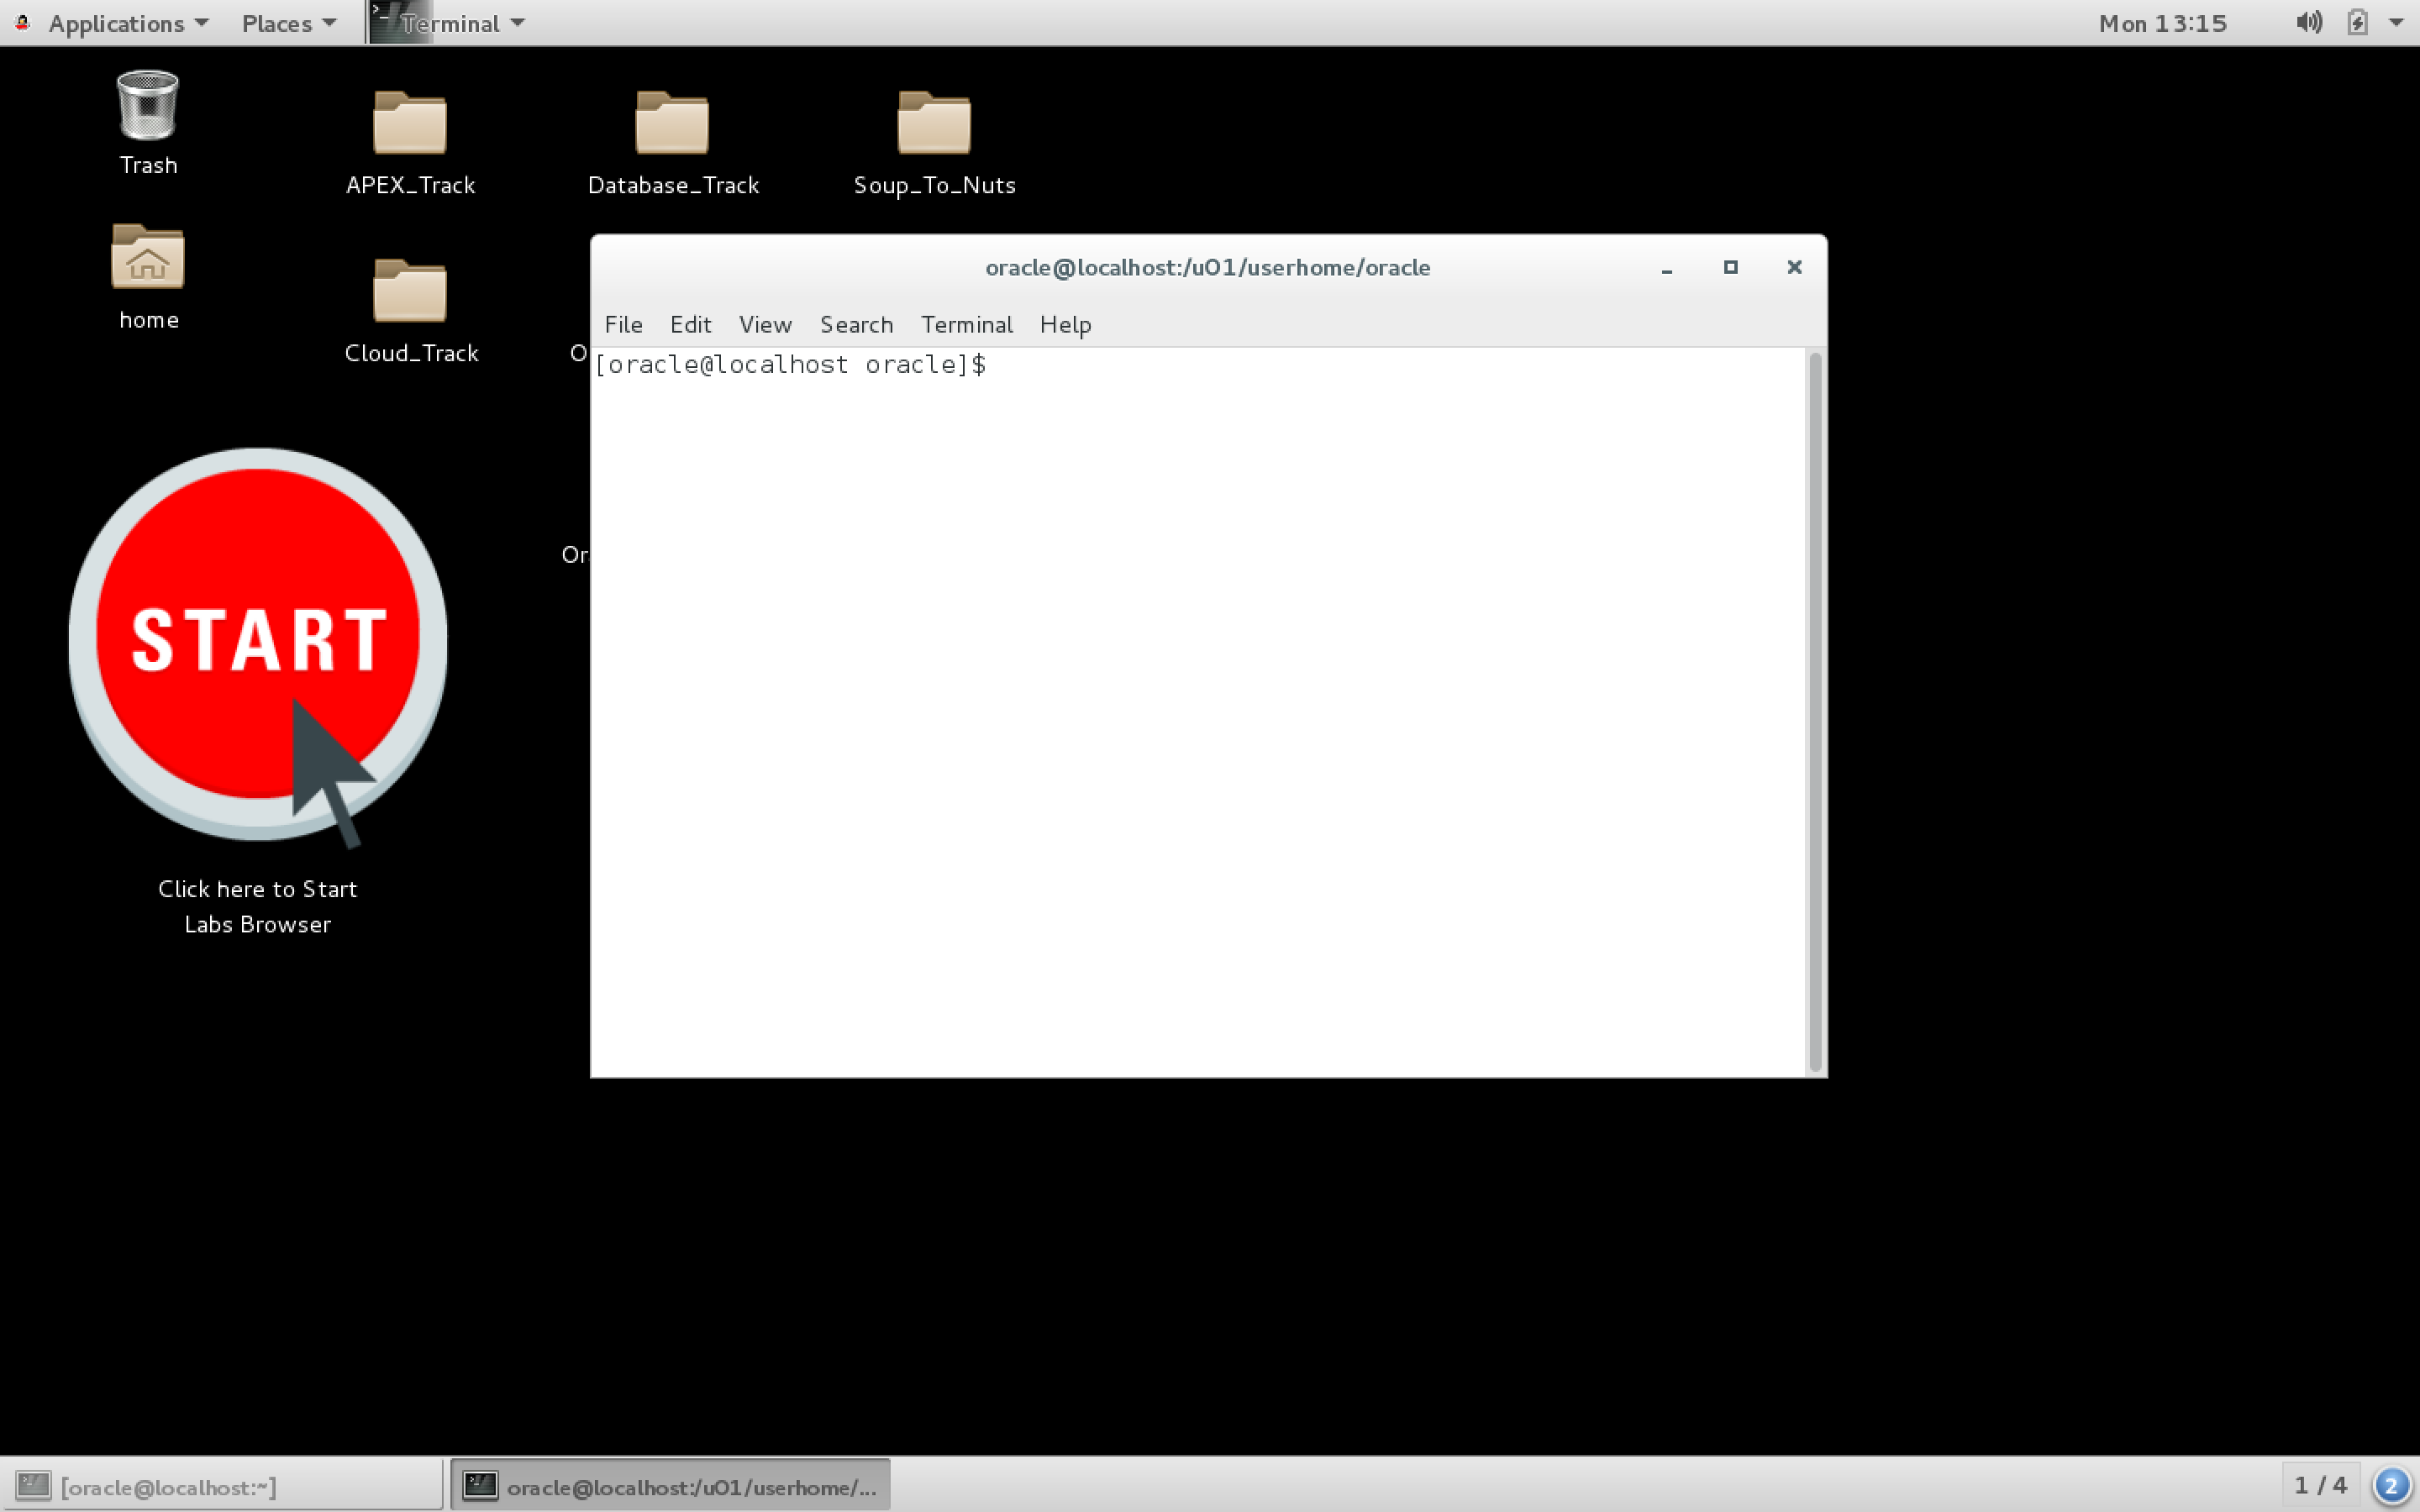 Applications Places Terminal Mon 13:15
Trash
APEX_Track
Database_Track
Soup_To_Nuts
home
Cloud_Track
O
Or
oracle@localhost:/u01/userhome/oracle
File Edit View Search Terminal Help
[oracle@localhost oracle]$
START
Click here to Start
Labs Browser
[oracle@localhost:~]
oracle@localhost:/u01/userhome/...
1 / 4
2